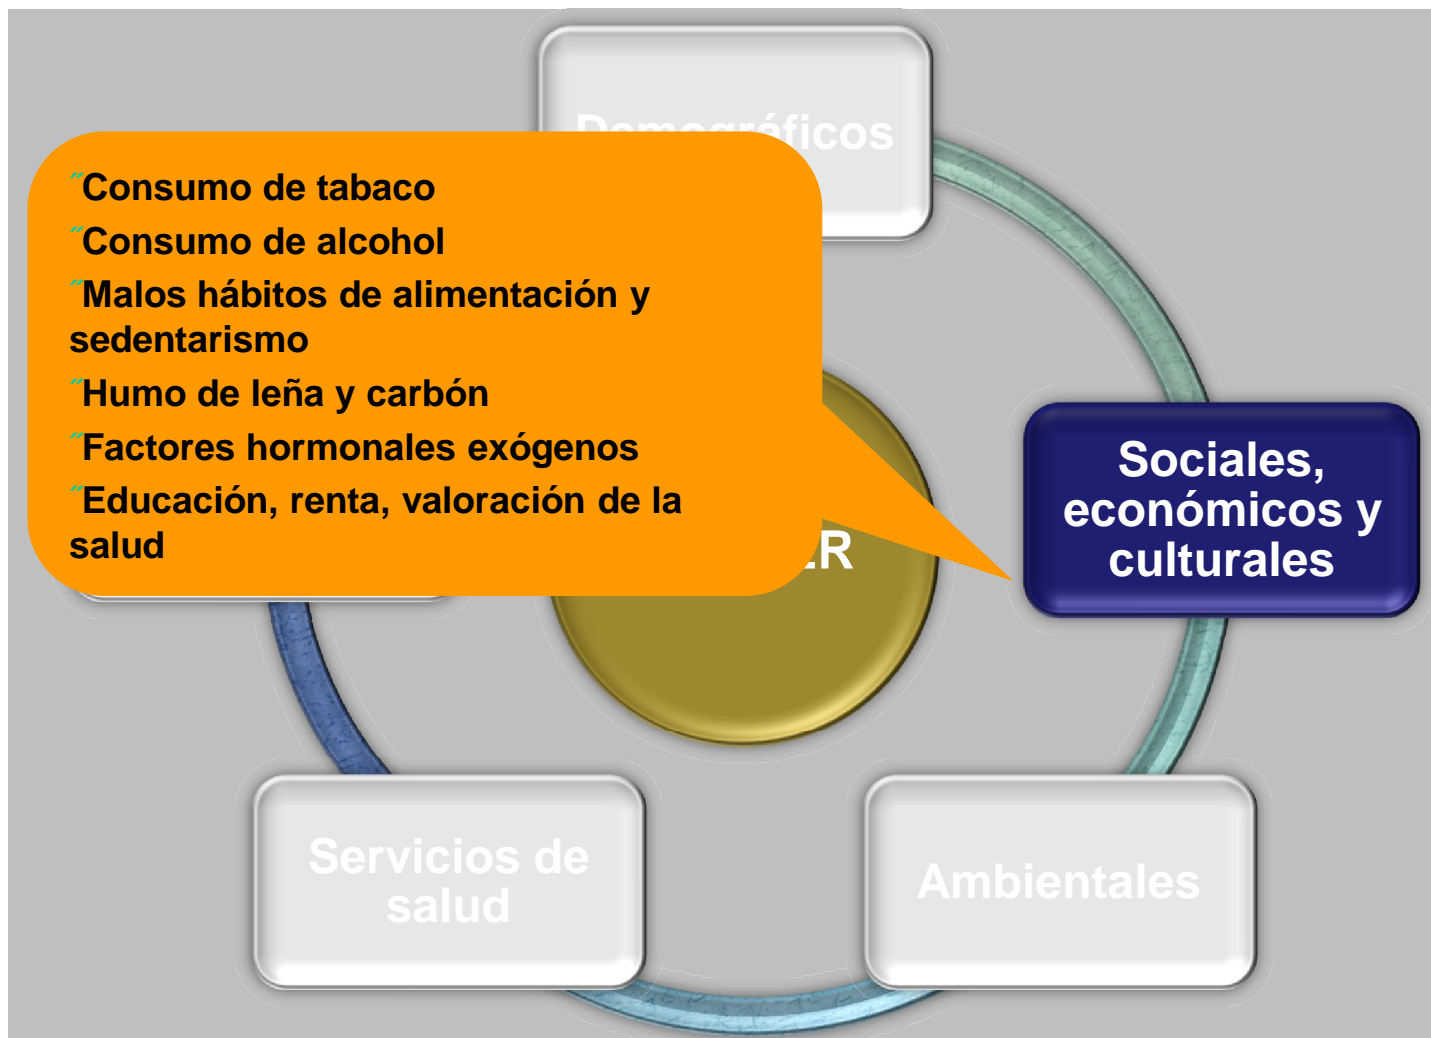 Demográficos
˝Consumo de tabaco
˝Consumo de alcohol
˝Malos hábitos de alimentación y
sedentarismo
˝Humo de leña y carbón
˝Factores hormonales exógenos
˝Educación, renta, valoración de la
salud
Sociales,
económicos y
culturales
Servicios de
salud
Ambientales